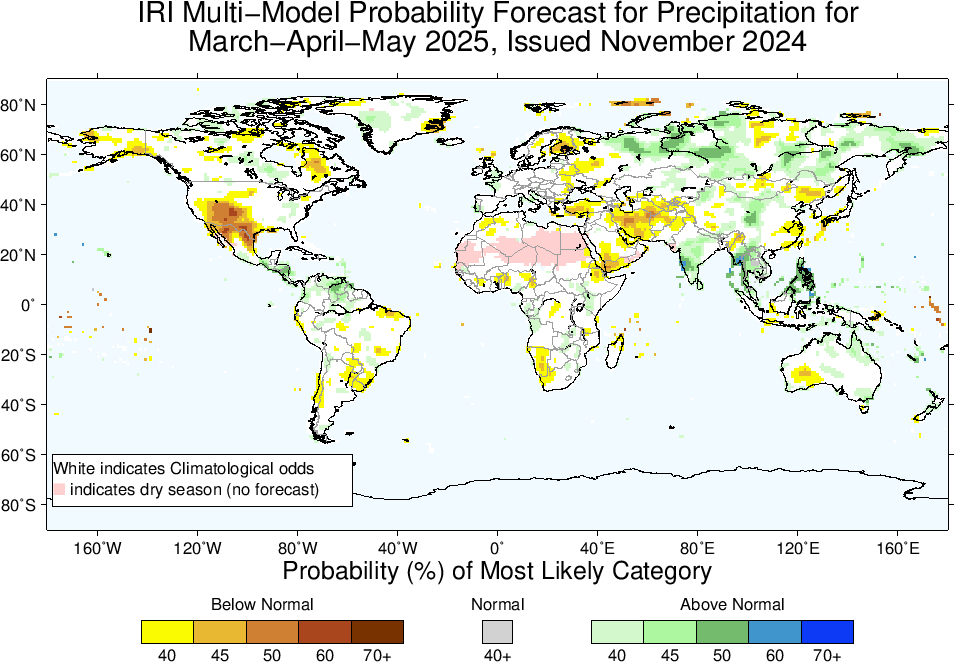 IRI Multi−Model Probability Forecast for Precipitation for
March−April−May 2025, Issued November 2024
80˚N
60˚N
40˚N
20˚N
0˚
20˚S
40˚S
60˚S
80˚S
White indicates Climatological odds
indicates dry season (no forecast)
160˚W 120˚W 80˚W 40˚W 0˚ 40˚E 80˚E 120˚E 160˚E
Probability (%) of Most Likely Category
Below Normal Normal Above Normal
40 45 50 60 70+ 40+ 40 45 50 60 70+